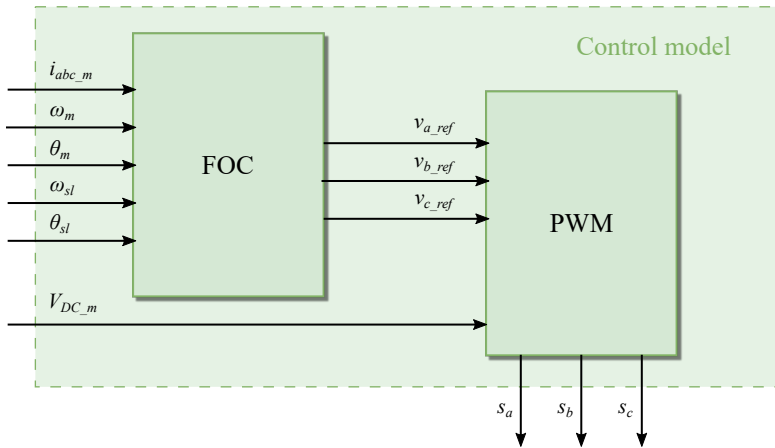 Control model
i_abc_m
ω_m
θ_m
ω_sl
θ_sl
V_DC_m
FOC
v_a_ref
v_b_ref
v_c_ref
PWM
s_a s_b s_c